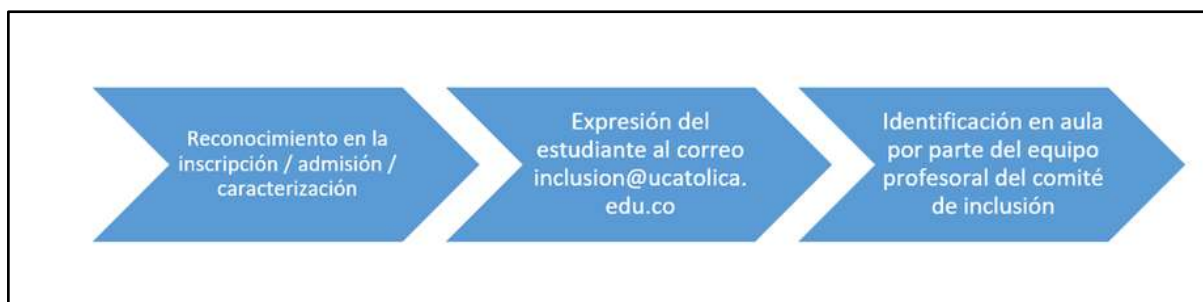 Reconocimiento en la
inscripción / admisión /
caracterización
Expresión del
estudiante al correo
inclusion@ucatolica.
edu.co
Identificación en aula
por parte del equipo
profesoral del comité
de inclusión